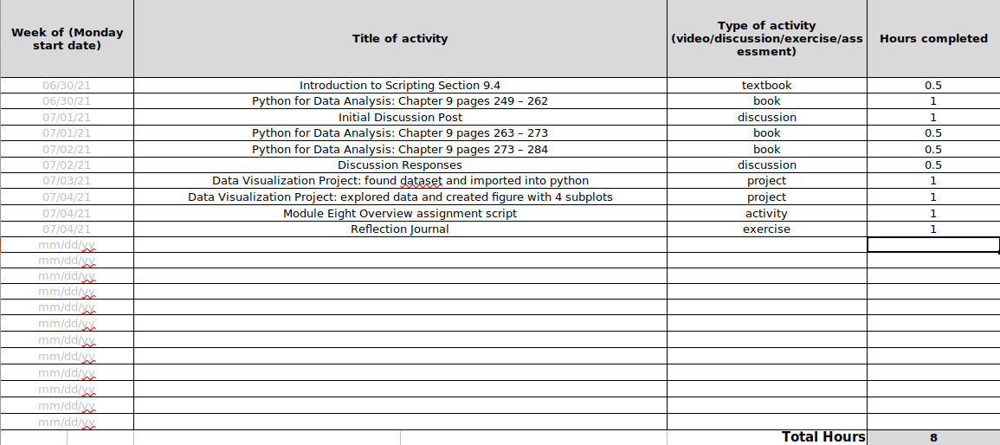 Week of (Monday start date) Title of activity Type of activity (video/discussion/exercise/assessment) Hours completed
06/30/21 Introduction to Scripting Section 9.4 textbook 0.5
06/30/21 Python for Data Analysis: Chapter 9 pages 249 – 262 book 1
07/01/21 Initial Discussion Post discussion 1
07/01/21 Python for Data Analysis: Chapter 9 pages 263 – 273 book 0.5
07/02/21 Python for Data Analysis: Chapter 9 pages 273 – 284 book 0.5
07/02/21 Discussion Responses discussion 0.5
07/03/21 Data Visualization Project: found dataset and imported into python project 1
07/04/21 Data Visualization Project: explored data and created figure with 4 subplots project 1
07/04/21 Module Eight Overview assignment script activity 1
07/04/21 Reflection Journal exercise 1
mm/dd/yy
mm/dd/yy
mm/dd/yy
mm/dd/yy
mm/dd/yy
mm/dd/yy
mm/dd/yy
mm/dd/yy
mm/dd/yy
mm/dd/yy
mm/dd/yy
mm/dd/yy
Total Hours 8